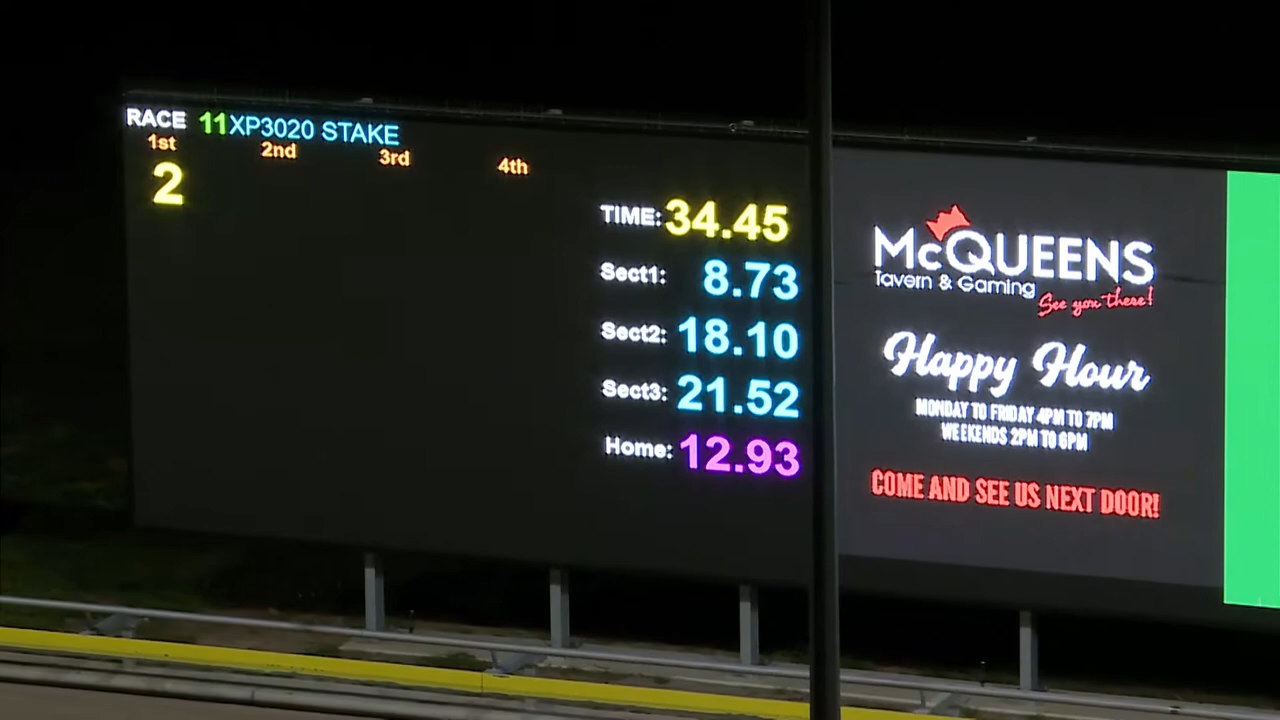 RACE 11XP3020 STAKE
1st 2nd 3rd 4th
2
TIME: 34.45
Sect1: 8.73
Sect2: 18.10
Sect3: 21.52
Home: 12.93
McQUEENS
Tavern & Gaming
See you there!
Happy Hour
MONDAY TO FRIDAY 4PM TO 7PM
WEEKENDS 2PM TO 6PM
COME AND SEE US NEXT DOOR!